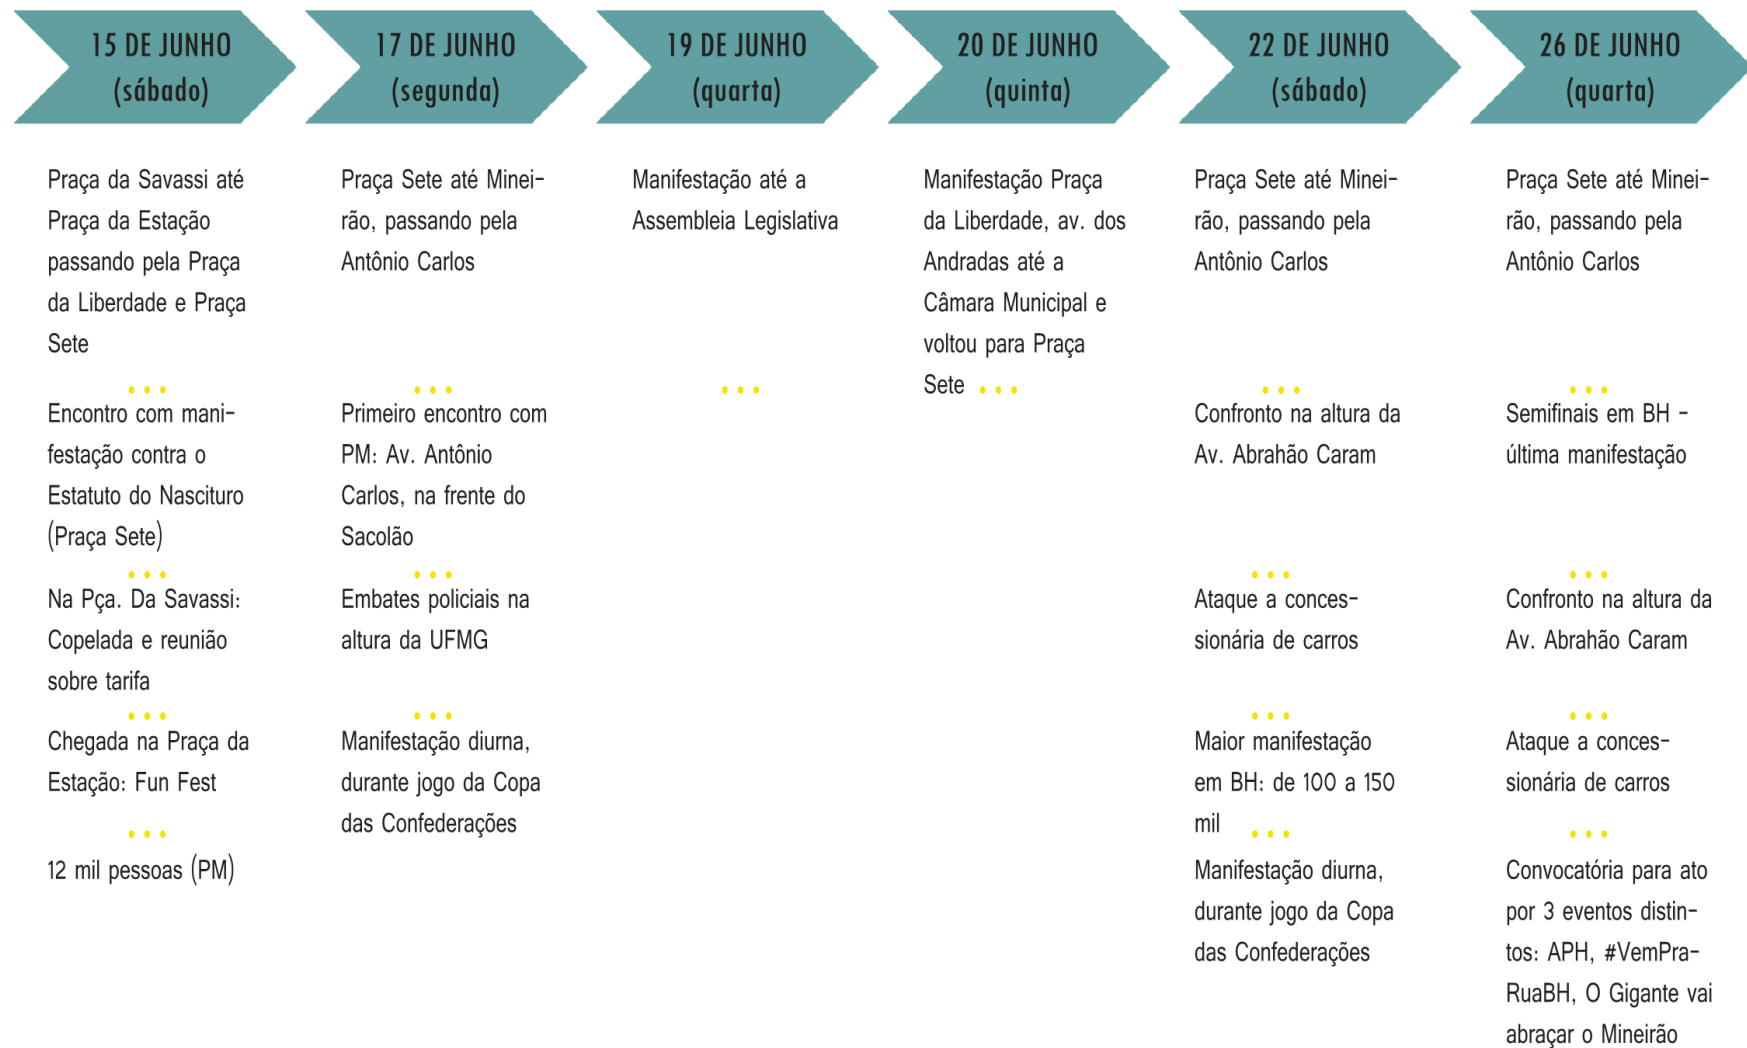 15 DE JUNHO
(sábado)
Praça da Savassi até
Praça da Estação
passando pela Praça
da Liberdade e Praça
Sete
...
Encontro com mani-
festação contra o
Estatuto do Nascituro
(Praça Sete)
...
Na Pça. Da Savassi:
Copelada e reunião
sobre tarifa
...
Chegada na Praça da
Estação: Fun Fest
...
12 mil pessoas (PM)
17 DE JUNHO
(segunda)
Praça Sete até Minei-
rão, passando pela
Antônio Carlos
...
Primeiro encontro com
PM: Av. Antônio
Carlos, na frente do
Sacolão
...
Embates policiais na
altura da UFMG
...
Manifestação diurna,
durante jogo da Copa
das Confederações
19 DE JUNHO
(quarta)
Manifestação até a
Assembleia Legislativa
...
20 DE JUNHO
(quinta)
Manifestação Praça
da Liberdade, av. dos
Andradas até a
Câmara Municipal e
voltou para Praça
Sete ...
22 DE JUNHO
(sábado)
Praça Sete até Minei-
rão, passando pela
Antônio Carlos
...
Confronto na altura da
Av. Abrahão Caram
...
Ataque a conces-
sionária de carros
...
Maior manifestação
em BH: de 100 a 150
mil ...
Manifestação diurna,
durante jogo da Copa
das Confederações
26 DE JUNHO
(quarta)
Praça Sete até Minei-
rão, passando pela
Antônio Carlos
...
Semifinais em BH -
última manifestação
...
Confronto na altura da
Av. Abrahão Caram
...
Ataque a conces-
sionária de carros
...
Convocatória para ato
por 3 eventos distin-
tos: APH, #VemPra-
RuaBH, O Gigante vai
abraçar o Mineirão